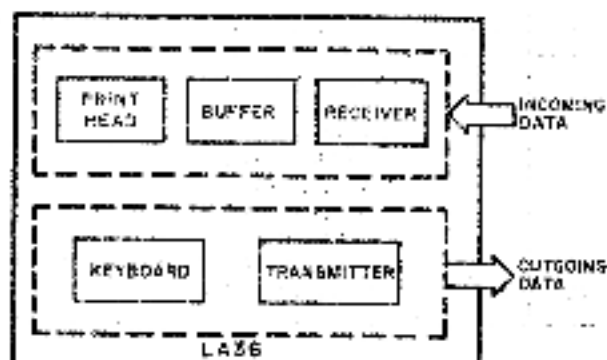 PRINT
HEAD
BUFFER
RECEIVER
INCOMING
DATA
KEYBOARD
TRANSMITTER
OUTGOING
DATA
LA36